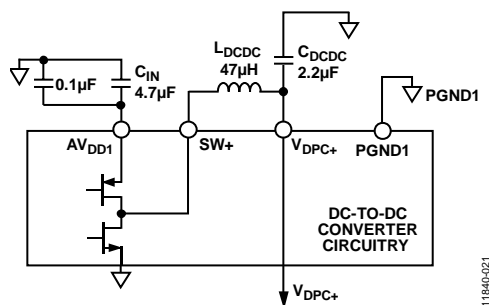 L_DCDC
47µH
C_DCDC
2.2µF
0.1µF
C_IN
4.7µF
PGND1
AV_DD1
SW+
V_DPC+
PGND1
DC-TO-DC
CONVERTER
CIRCUITRY
V_DPC+
11840-021